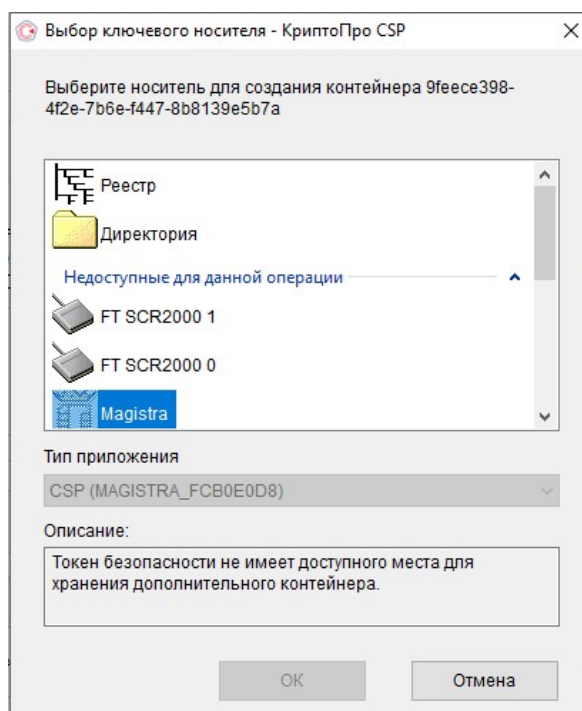 Выбор ключевого носителя - КриптоПро CSP
Выберите носитель для создания контейнера 9feece398-
4f2e-7b6e-f447-8b8139e5b7a
Реестр
Директория
Недоступные для данной операции
FT SCR2000 1
FT SCR2000 0
Magistra
Тип приложения
CSP (MAGISTRA_FCB0E0D8)
Описание:
Токен безопасности не имеет доступного места для
хранения дополнительного контейнера.
ОК
Отмена